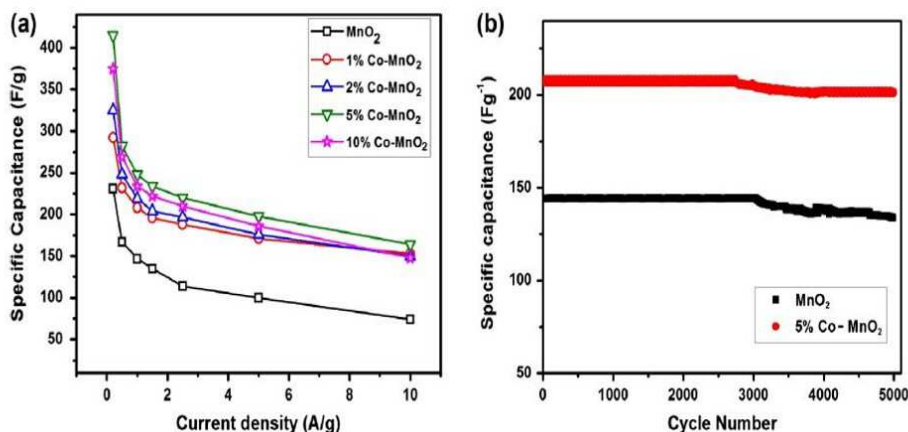 (a)
Specific Capacitance (F/g)
400
350
300
250
200
150
100
50
0
2
4
6
8
10
Current density (A/g)
MnO₂
1% Co-MnO₂
2% Co-MnO₂
5% Co-MnO₂
10% Co-MnO₂
(b)
Specific capacitance (Fg⁻¹)
200
150
100
50
0
1000
2000
3000
4000
5000
Cycle Number
MnO₂
5% Co - MnO₂